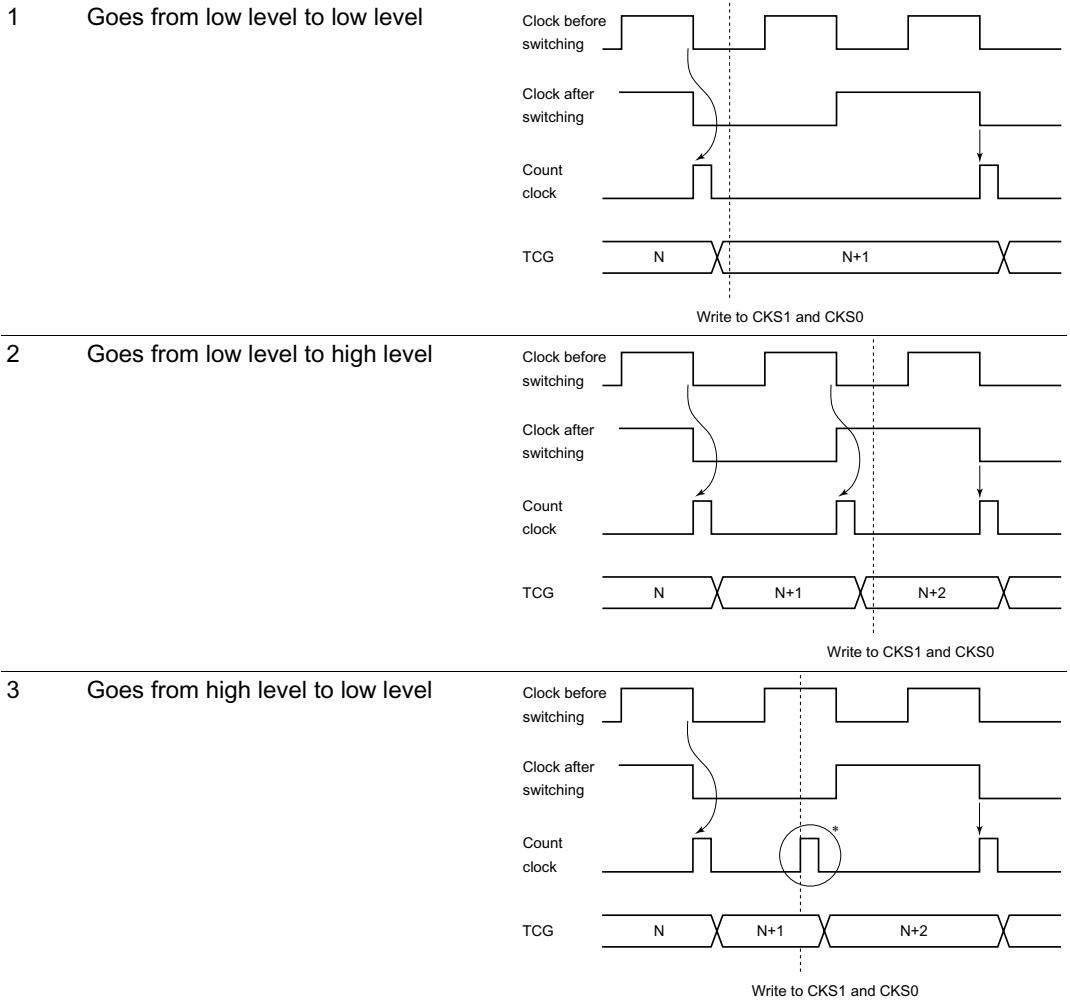 1 Goes from low level to low level
Clock before
switching
Clock after
switching
Count
clock
TCG N N+1
Write to CKS1 and CKS0
2 Goes from low level to high level
Clock before
switching
Clock after
switching
Count
clock
TCG N N+1 N+2
Write to CKS1 and CKS0
3 Goes from high level to low level
Clock before
switching
Clock after
switching
*
Count
clock
TCG N N+1 N+2
Write to CKS1 and CKS0